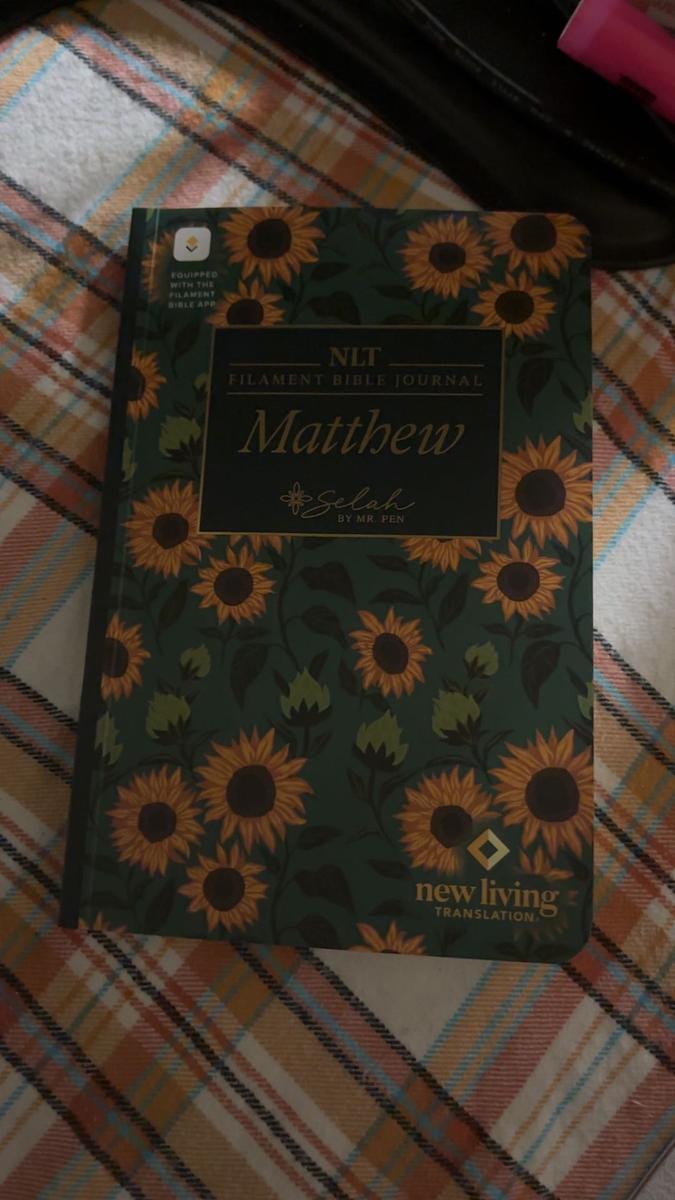 EQUIPPED
WITH THE
FILAMENT
BIBLE APP
NLT
FILAMENT BIBLE JOURNAL
Matthew
Selah
BY MR. PEN
new living
TRANSLATION